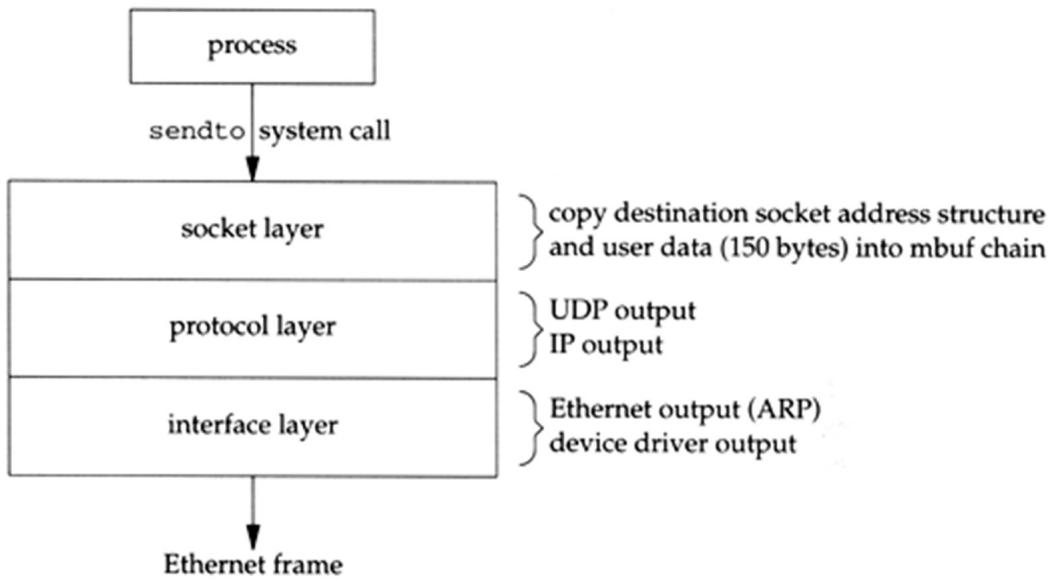 process
sendto system call
socket layer
copy destination socket address structure
and user data (150 bytes) into mbuf chain
protocol layer
UDP output
IP output
interface layer
Ethernet output (ARP)
device driver output
Ethernet frame